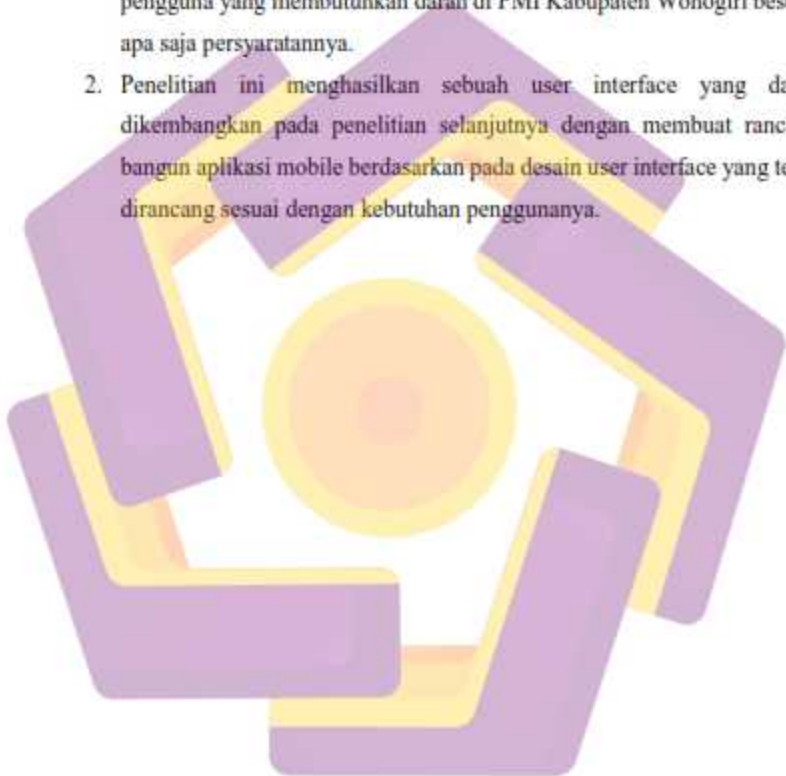 pengguna yang membutuhkan darah di PMI Kabupaten Wonogiri
apa saja persyaratannya.
2. Penelitian ini menghasilkan sebuah user interface yang
dikembangkan pada penelitian selanjutnya dengan membuat
bangun aplikasi mobile berdasarkan pada desain user interface yang
dirancang sesuai dengan kebutuhan penggunanya.